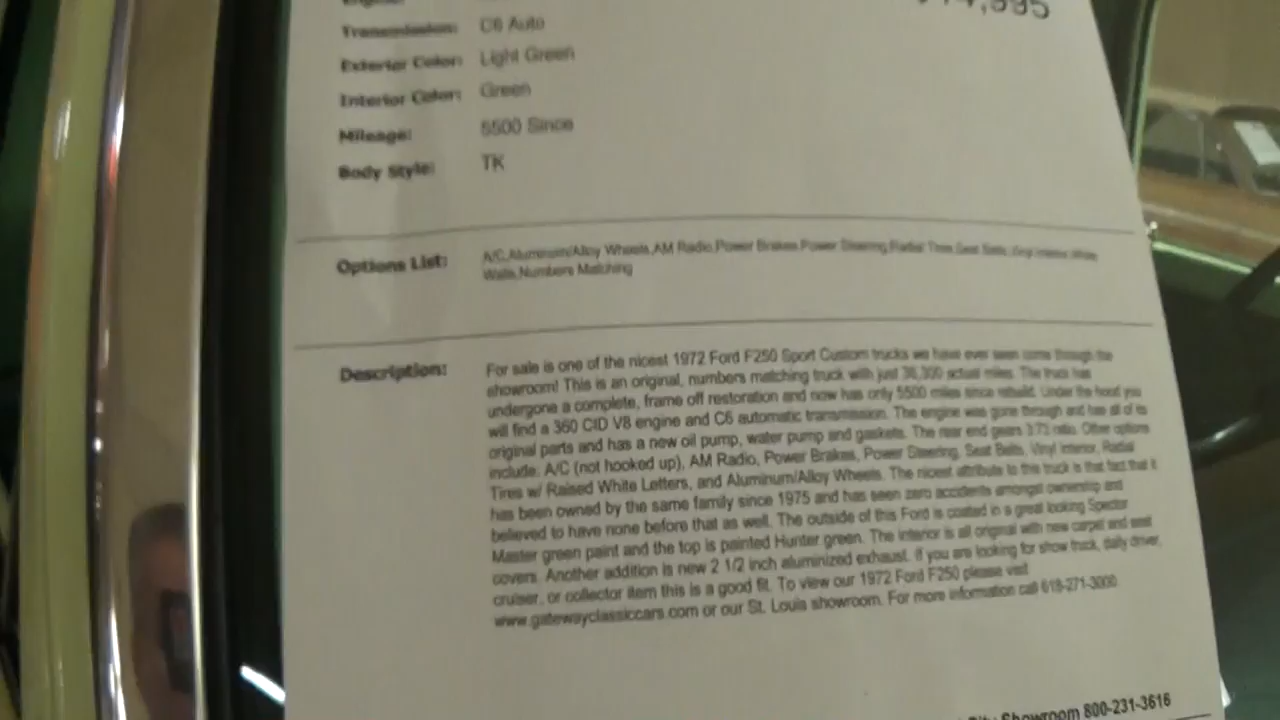 4,995
Transmission: C6 Auto
Exterior Color: Light Green
Interior Color: Green
Mileage: 5500 Since
Body Style: TK
Options List: A/C,Aluminum/Alloy Wheels,AM Radio,Power Brakes,Power Steering,Radial Tires,Seat Belts,Vinyl Interior,White
Walls,Numbers Matching
Description: For sale is one of the nicest 1972 Ford F250 Sport Custom trucks we have ever seen come through the
showroom! This is an original, numbers matching truck with just 36,300 actual miles. The truck has
undergone a complete, frame off restoration and now has only 5500 miles since rebuild. Under the hood you
will find a 360 CID V8 engine and C6 automatic transmission. The engine was gone through and has all of its
original parts and has a new oil pump, water pump and gaskets. The rear end gears 3.73 ratio. Other options
include: A/C (not hooked up), AM Radio, Power Brakes, Power Steering, Seat Belts, Vinyl Interior, Radial
Tires w/ Raised White Letters, and Aluminum/Alloy Wheels. The nicest attribute to this truck is that fact that it
has been owned by the same family since 1975 and has seen zero accidents amongst ownership and
believed to have none before that as well. The outside of this Ford is coated in a great looking Spector
Master green paint and the top is painted Hunter green. The interior is all original with new carpet and seat
covers. Another addition is new 2 1/2 inch aluminized exhaust. If you are looking for show truck, daily driver,
cruiser, or collector item this is a good fit. To view our 1972 Ford F250 please visit
www.gatewayclassiccars.com or our St. Louis showroom. For more information call 618-271-3000
City Showroom 800-231-3616